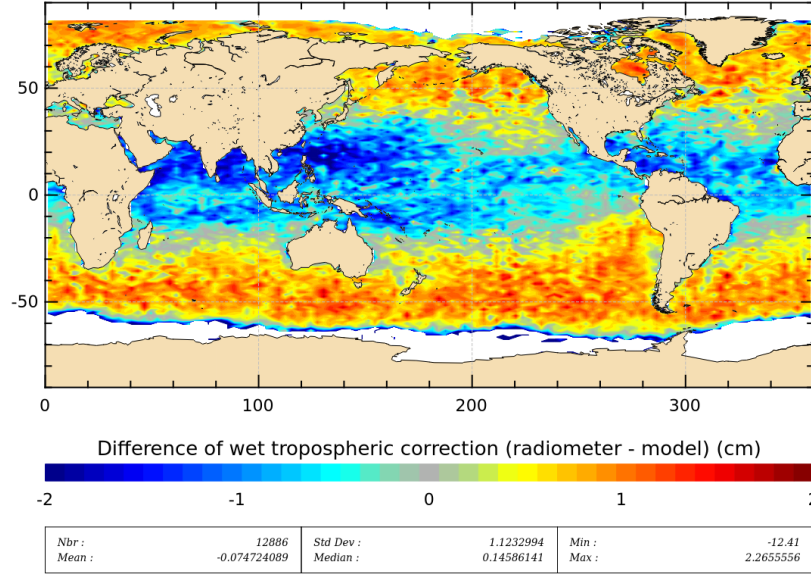 50
0
-50
0 100 200 300
Difference of wet tropospheric correction (radiometer - model) (cm)
-2 -1 0 1 2
Nbr : 12886 Std Dev : 1.1232994 Min : -12.41
Mean : -0.074724089 Median : 0.14586141 Max : 2.2655556